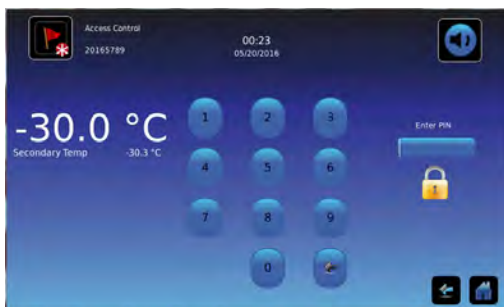 Access Control
20165789
00:23
05/20/2016
-30.0 °C
Secondary Temp -30.3 °C
1 2 3
4 5 6
7 8 9
0
Enter PIN
1